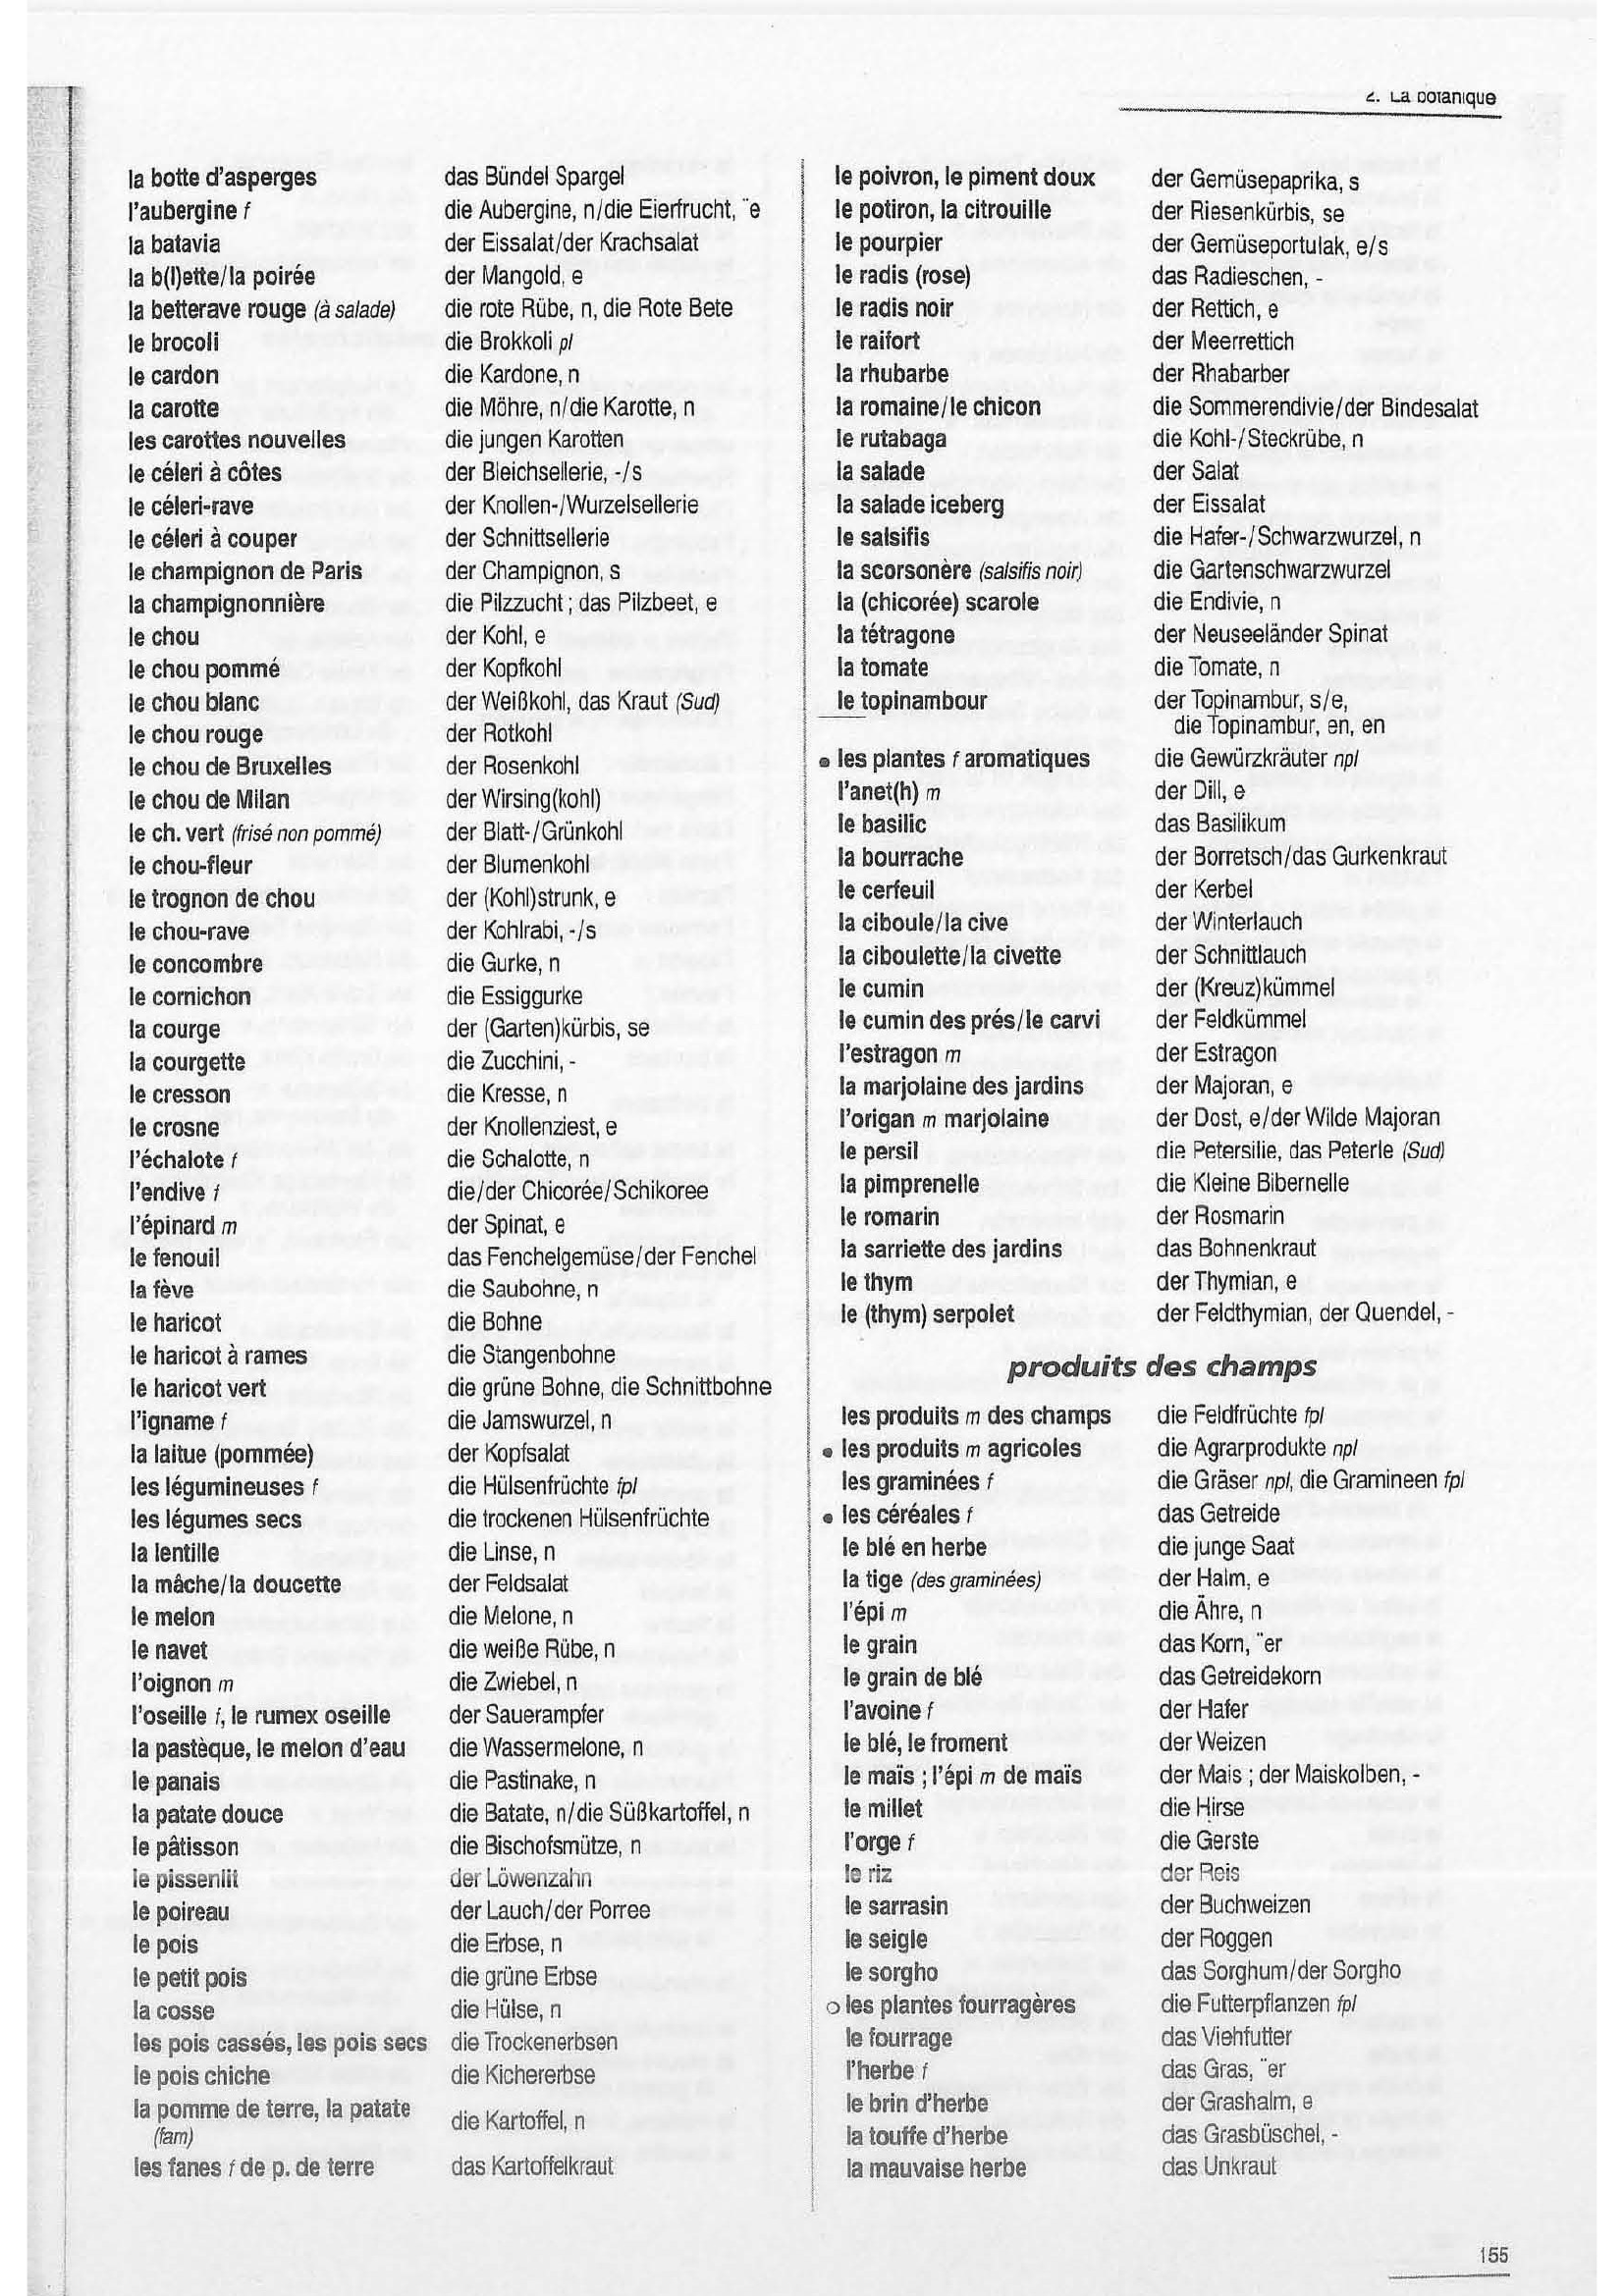 2. La botanique
la botte d'asperges das Bündel Spargel
l'aubergine f die Aubergine, n/die Eierfrucht, ¨e
la batavia der Eissalat/der Krachsalat
la b(l)ette/la poirée der Mangold, e
la betterave rouge (à salade) die rote Rübe, n, die Rote Bete
le brocoli die Brokkoli pl
le cardon die Kardone, n
la carotte die Möhre, n/die Karotte, n
les carottes nouvelles die jungen Karotten
le céleri à côtes der Bleichsellerie, -/s
le céleri-rave der Knollen-/Wurzelsellerie
le céleri à couper der Schnittsellerie
le champignon de Paris der Champignon, s
la champignonnière die Pilzzucht ; das Pilzbeet, e
le chou der Kohl, e
le chou pommé der Kopfkohl
le chou blanc der Weißkohl, das Kraut (Sud)
le chou rouge der Rotkohl
le chou de Bruxelles der Rosenkohl
le chou de Milan der Wirsing(kohl)
le ch. vert (frisé non pommé) der Blatt-/Grünkohl
le chou-fleur der Blumenkohl
le trognon de chou der (Kohl)strunk, e
le chou-rave der Kohlrabi, -/s
le concombre die Gurke, n
le cornichon die Essiggurke
la courge der (Garten)kürbis, se
la courgette die Zucchini, -
le cresson die Kresse, n
le crosne der Knollenziest, e
l'échalote f die Schalotte, n
l'endive f die/der Chicorée/Schikoree
l'épinard m der Spinat, e
le fenouil das Fenchelgemüse/der Fenchel
la fève die Saubohne, n
le haricot die Bohne
le haricot à rames die Stangenbohne
le haricot vert die grüne Bohne, die Schnittbohne
l'igname f die Jamswurzel, n
la laitue (pommée) der Kopfsalat
les légumineuses f die Hülsenfrüchte fpl
les légumes secs die trockenen Hülsenfrüchte
la lentille die Linse, n
la mâche/la doucette der Feldsalat
le melon die Melone, n
le navet die weiße Rübe, n
l'oignon m die Zwiebel, n
l'oseille f, le rumex oseille der Sauerampfer
la pastèque, le melon d'eau die Wassermelone, n
le panais die Pastinake, n
la patate douce die Batate, n/die Süßkartoffel, n
le pâtisson die Bischofsmütze, n
le pissenlit der Löwenzahn
le poireau der Lauch/der Porree
le pois die Erbse, n
le petit pois die grüne Erbse
la cosse die Hülse, n
les pois cassés, les pois secs die Trockenerbsen
le pois chiche die Kichererbse
la pomme de terre, la patate
(fam) die Kartoffel, n
les fanes f de p. de terre das Kartoffelkraut
le poivron, le piment doux der Gemüsepaprika, s
le potiron, la citrouille der Riesenkürbis, se
le pourpier der Gemüseportulak, e/s
le radis (rose) das Radieschen, -
le radis noir der Rettich, e
le raifort der Meerrettich
la rhubarbe der Rhabarber
la romaine/le chicon die Sommerendivie/der Bindesalat
le rutabaga die Kohl-/Steckrübe, n
la salade der Salat
la salade iceberg der Eissalat
le salsifis die Hafer-/Schwarzwurzel, n
la scorsonère (salsifis noir) die Gartenschwarzwurzel
la (chicorée) scarole die Endivie, n
la tétragone der Neuseeländer Spinat
la tomate die Tomate, n
le topinambour der Topinambur, s/e,
die Topinambur, en, en
● les plantes f aromatiques die Gewürzkräuter npl
l'anet(h) m der Dill, e
le basilic das Basilikum
la bourrache der Borretsch/das Gurkenkraut
le cerfeuil der Kerbel
la ciboule/la cive der Winterlauch
la ciboulette/la civette der Schnittlauch
le cumin der (Kreuz)kümmel
le cumin des prés/le carvi der Feldkümmel
l'estragon m der Estragon
la marjolaine des jardins der Majoran, e
l'origan m marjolaine der Dost, e/der Wilde Majoran
le persil die Petersilie, das Peterle (Sud)
la pimprenelle die Kleine Bibernelle
le romarin der Rosmarin
la sarriette des jardins das Bohnenkraut
le thym der Thymian, e
le (thym) serpolet der Feldthymian, der Quendel, -
produits des champs
les produits m des champs die Feldfrüchte fpl
● les produits m agricoles die Agrarprodukte npl
les graminées f die Gräser npl, die Gramineen fpl
● les céréales f das Getreide
le blé en herbe die junge Saat
la tige (des graminées) der Halm, e
l'épi m die Ähre, n
le grain das Korn, ¨er
le grain de blé das Getreidekorn
l'avoine f der Hafer
le blé, le froment der Weizen
le maïs ; l'épi m de maïs der Mais ; der Maiskolben, -
le millet die Hirse
l'orge f die Gerste
le riz der Reis
le sarrasin der Buchweizen
le seigle der Roggen
le sorgho das Sorghum/der Sorgho
○ les plantes fourragères die Futterpflanzen fpl
le fourrage das Viehfutter
l'herbe f das Gras, ¨er
le brin d'herbe der Grashalm, e
la touffe d'herbe das Grasbüschel, -
la mauvaise herbe das Unkraut
155